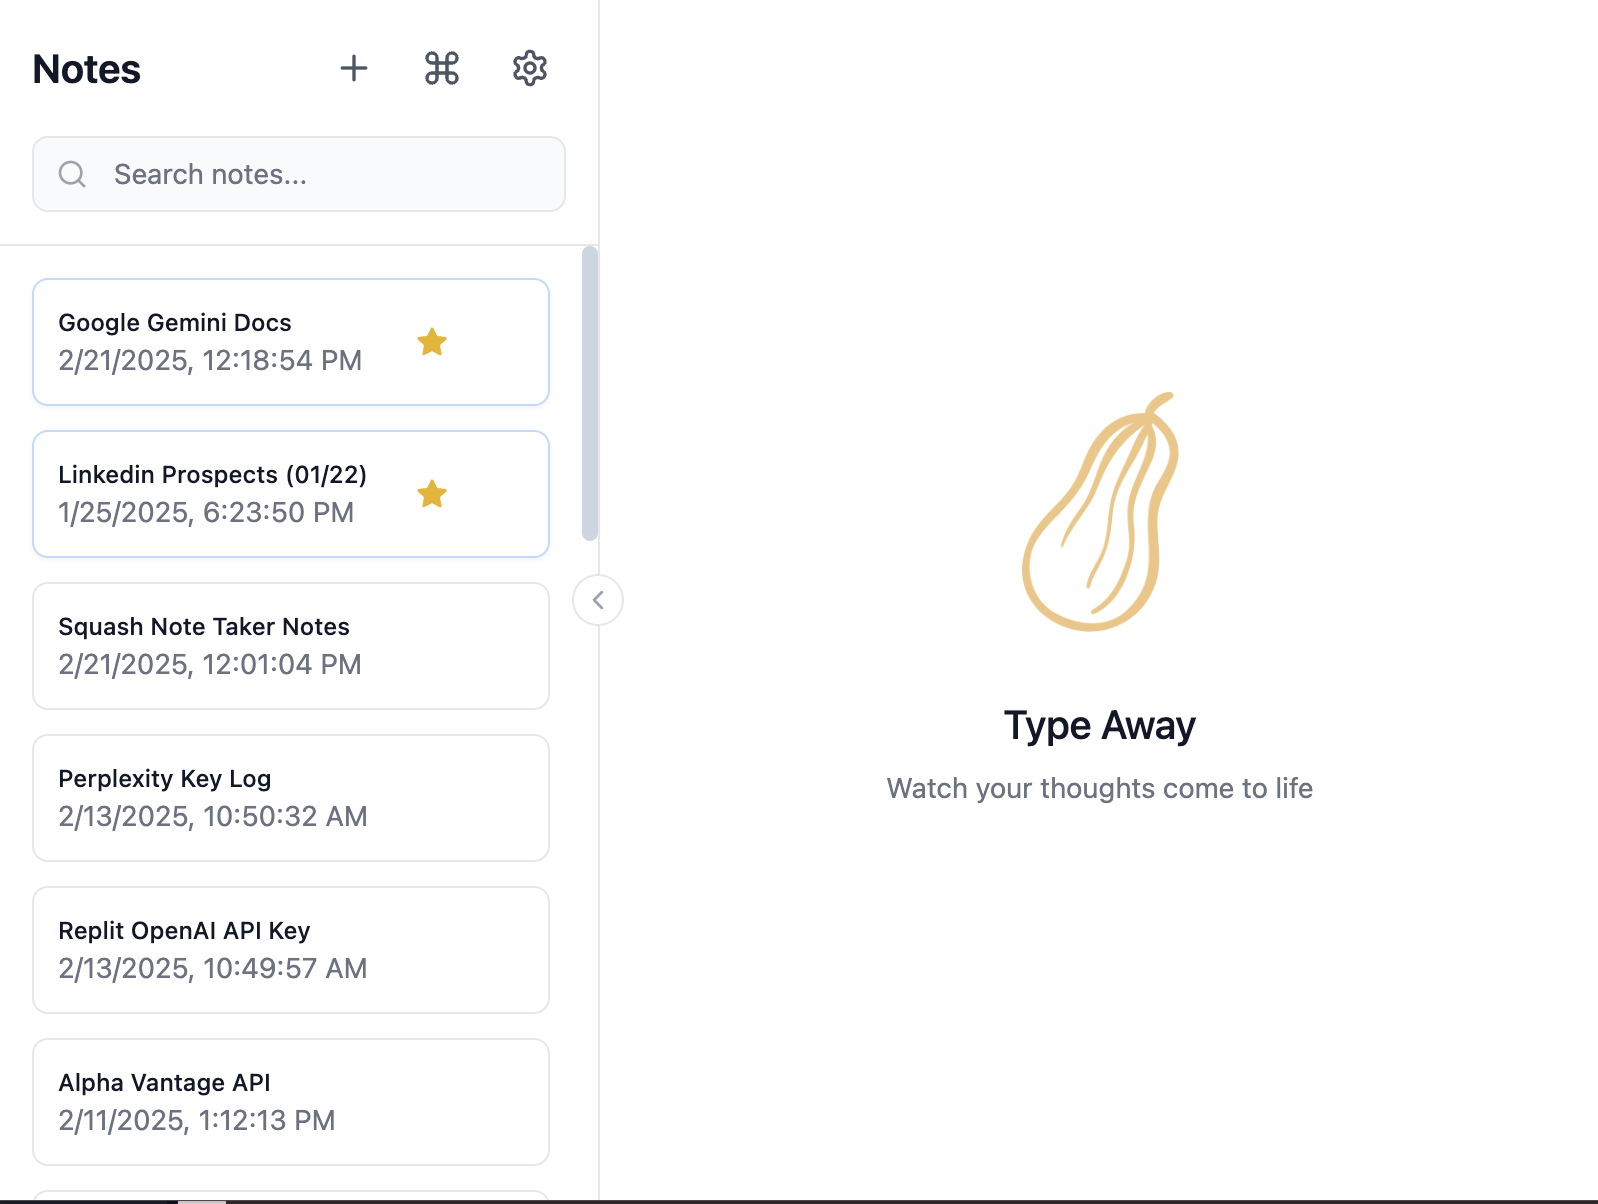 Notes
Search notes...
Google Gemini Docs
2/21/2025, 12:18:54 PM
Linkedin Prospects (01/22)
1/25/2025, 6:23:50 PM
Squash Note Taker Notes
2/21/2025, 12:01:04 PM
Perplexity Key Log
2/13/2025, 10:50:32 AM
Replit OpenAI API Key
2/13/2025, 10:49:57 AM
Alpha Vantage API
2/11/2025, 1:12:13 PM
Type Away
Watch your thoughts come to life